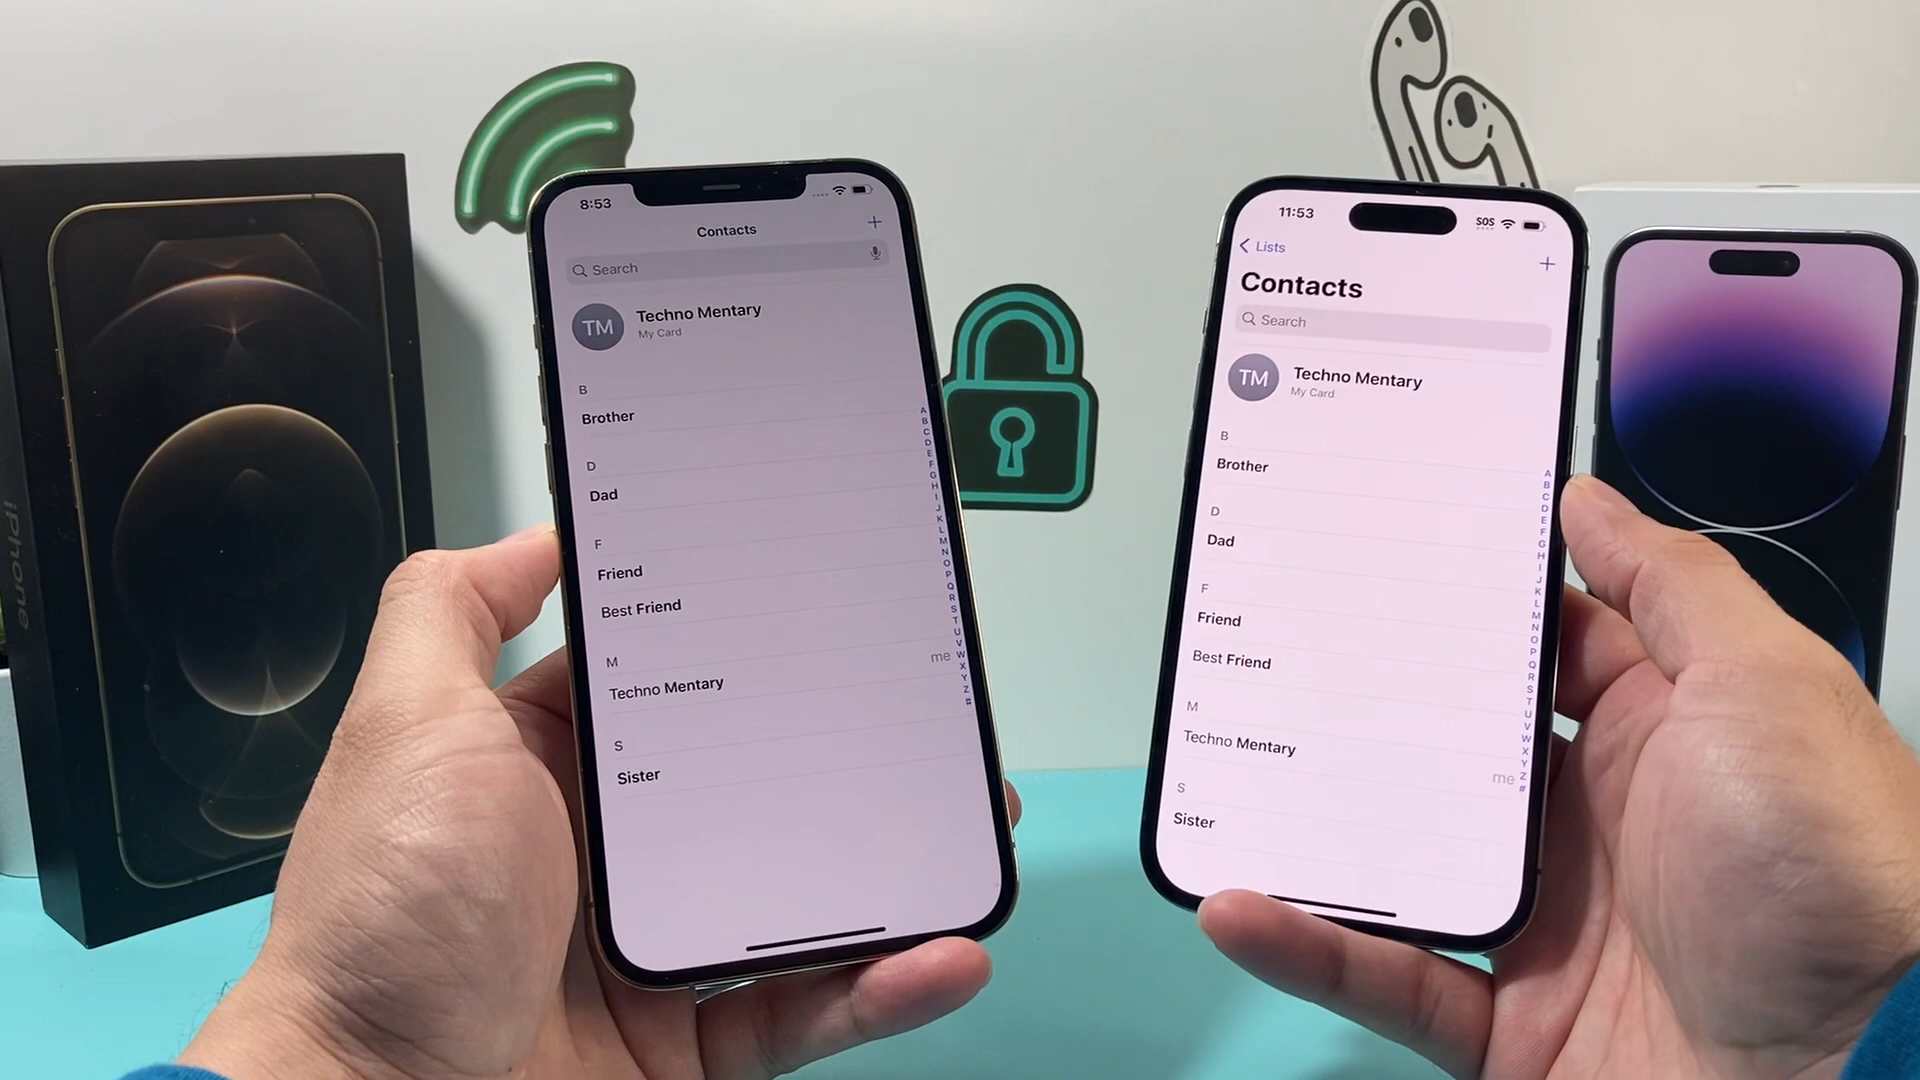 iPhone
8:53
Contacts
Search
TM
Techno Mentary
My Card
B
Brother
D
Dad
F
Friend
Best Friend
M
Techno Mentary
me
S
Sister
A
B
C
D
E
F
G
H
I
J
K
L
M
N
O
P
Q
R
S
T
U
V
W
X
Y
Z
#
11:53
SOS
Lists
Contacts
Search
TM
Techno Mentary
My Card
B
Brother
D
Dad
F
Friend
Best Friend
M
Techno Mentary
me
S
Sister
A
B
C
D
E
F
G
H
I
J
K
L
M
N
O
P
Q
R
S
T
U
V
W
X
Y
Z
#